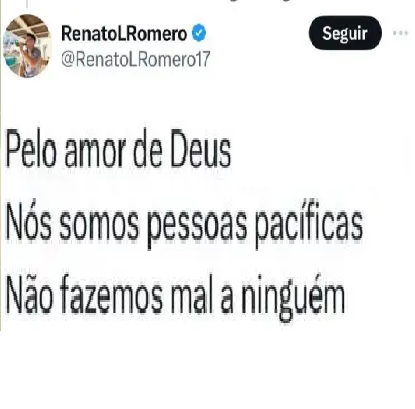 RenatoLRomero
Seguir
@RenatoLRomero17
Pelo amor de Deus
Nós somos pessoas pacíficas
Não fazemos mal a ninguém